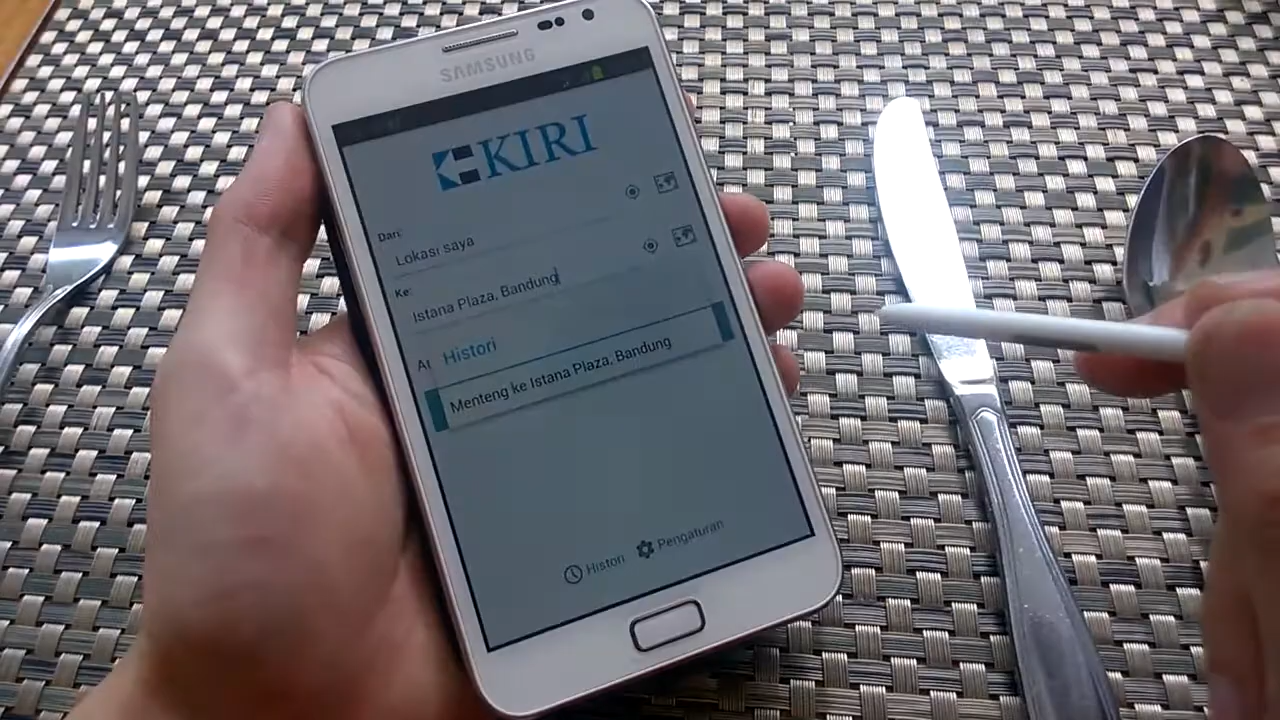 SAMSUNG
KIRI
Dari:
Lokasi saya
Ke:
Istana Plaza, Bandung
Histori
Menteng ke Istana Plaza, Bandung
Histori
Pengaturan